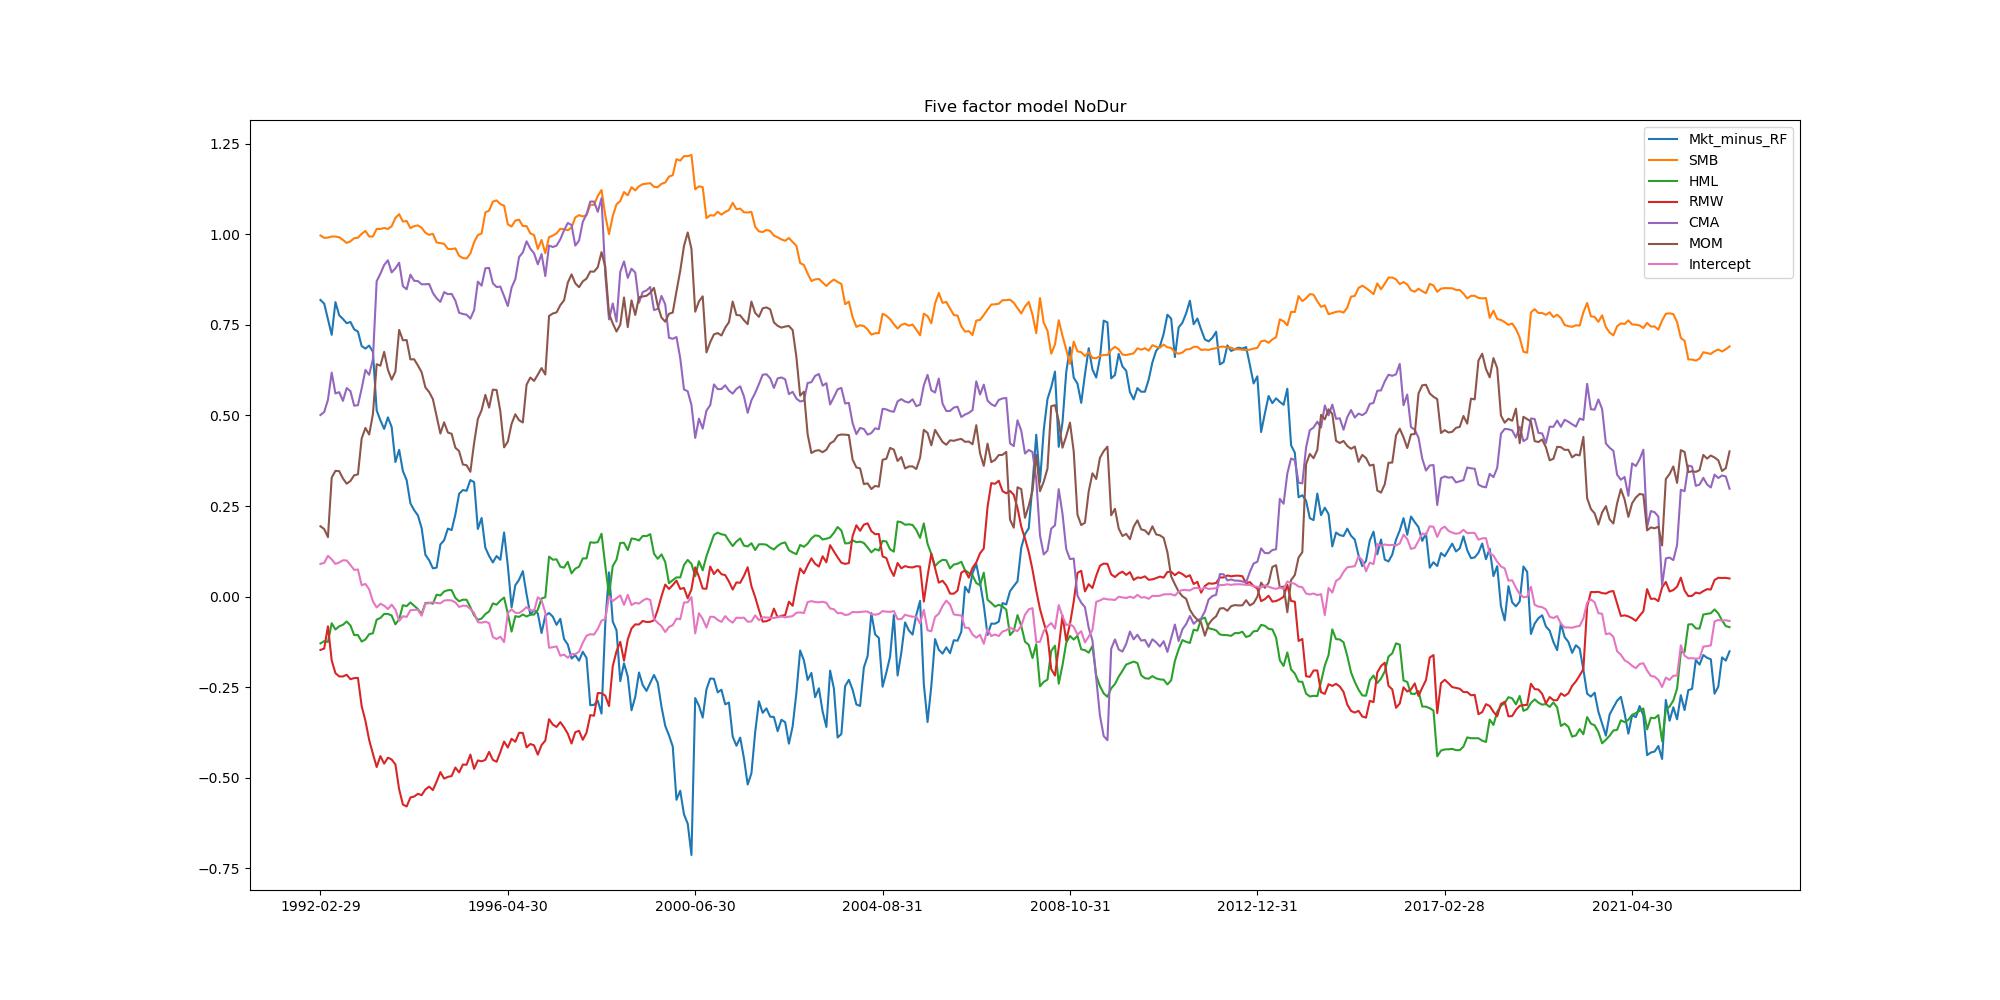 Five factor model NoDur
Mkt_minus_RF
SMB
HML
RMW
CMA
MOM
Intercept
1.25
1.00
0.75
0.50
0.25
0.00
−0.25
−0.50
−0.75
1992-02-29 1996-04-30 2000-06-30 2004-08-31 2008-10-31 2012-12-31 2017-02-28 2021-04-30